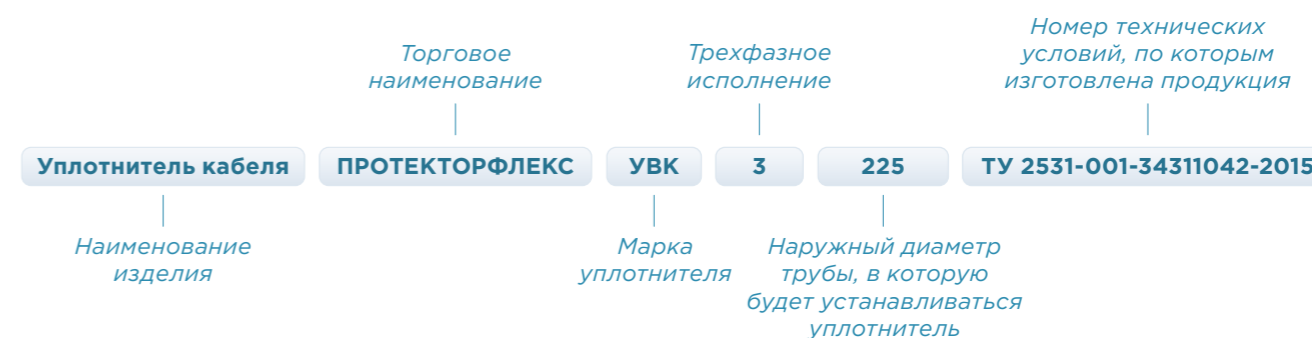 Номер технических
условий, по которым
изготовлена продукция
Торговое
наименование
Трехфазное
исполнение
Уплотнитель кабеля ПРОТЕКТОРФЛЕКС УВК 3 225 ТУ 2531-001-34311042-2015
Наименование
изделия
Марка
уплотнителя
Наружный диаметр
трубы, в которую
будет устанавливаться
уплотнитель